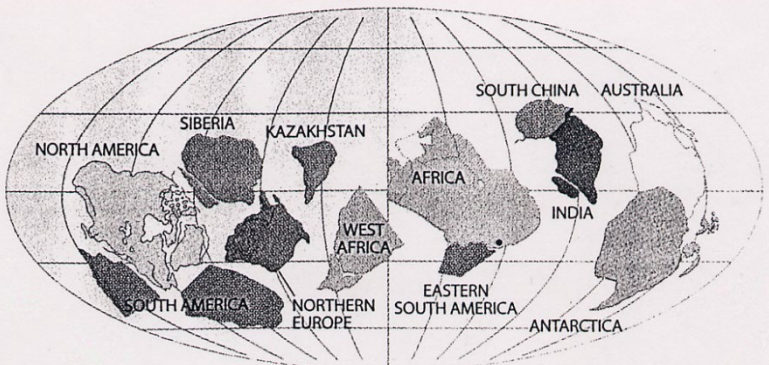 SOUTH CHINA
AUSTRALIA
SIBERIA
KAZAKHSTAN
NORTH AMERICA
AFRICA
INDIA
WEST
AFRICA
SOUTH AMERICA
NORTHERN
EUROPE
EASTERN
SOUTH AMERICA
ANTARCTICA